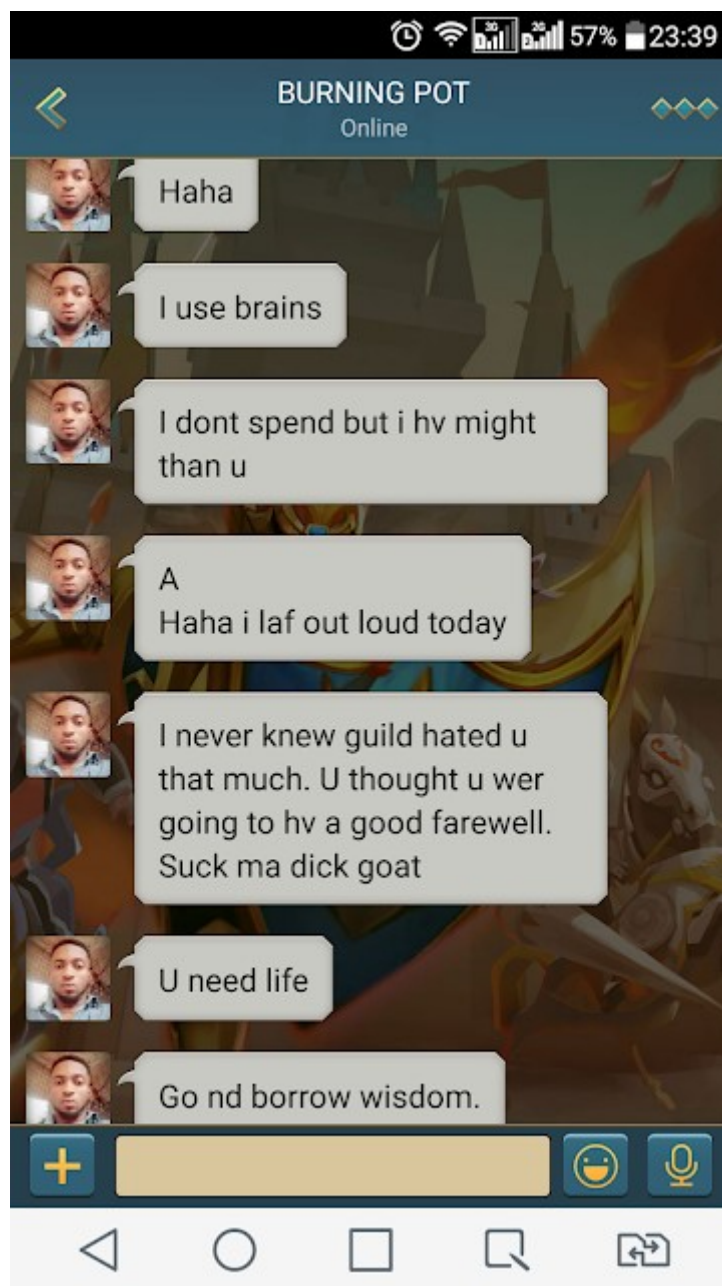 3G
2G
57%
23:39
BURNING POT
Online
Haha
I use brains
I dont spend but i hv might
than u
A
Haha i laf out loud today
I never knew guild hated u
that much. U thought u wer
going to hv a good farewell.
Suck ma dick goat
U need life
Go nd borrow wisdom.